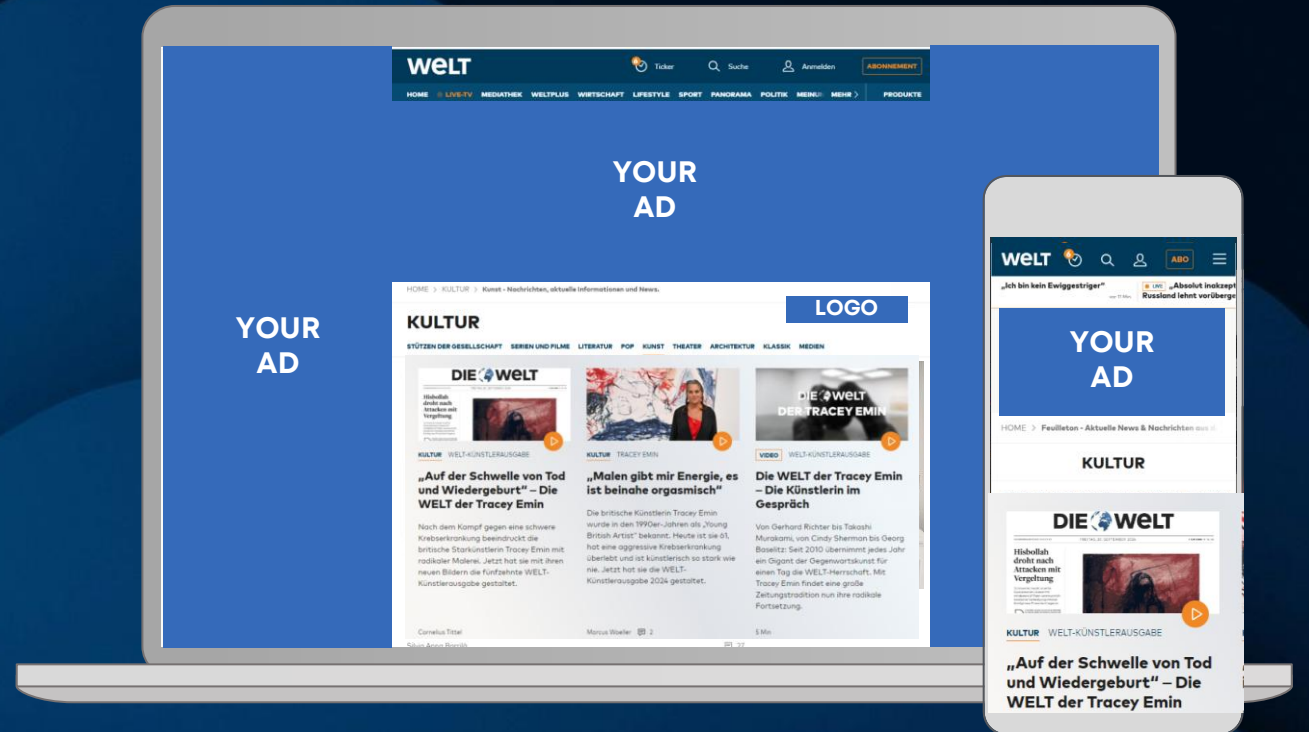 WELT
Ticker
Suche
Anmelden
ABONNEMENT
HOME LIVE-TV MEDIATHEK WELTPLUS WIRTSCHAFT LIFESTYLE SPORT PANORAMA POLITIK MEHR > PRODUKTE
YOUR
AD
YOUR
AD
HOME > KULTUR > Kunst - Nachrichten, aktuelle Informationen und News.
LOGO
KULTUR
STÜTZEN DER GESELLSCHAFT SERIEN UND FILME LITERATUR POP KUNST THEATER ARCHITEKTUR KLASSIK MEDIEN
DIE WELT
Hisbollah
droht nach
Attacken mit
Vergeltung
KULTUR WELT-KÜNSTLERAUSGABE
„Auf der Schwelle von Tod
und Wiedergeburt“ – Die
WELT der Tracey Emin
Nach dem Kampf gegen eine schwere
Krebserkrankung beeindruckt die
britische Starkünstlerin Tracey Emin mit
radikaler Malerei. Jetzt hat sie mit ihren
neuen Bildern die fünfzehnte WELT-
Künstlerausgabe gestaltet.
Cornelius Tittel
KULTUR TRACEY EMIN
„Malen gibt mir Energie, es
ist beinahe orgasmisch“
Die britische Künstlerin Tracey Emin
wurde in den 1990er-Jahren als „Young
British Artist“ bekannt. Heute ist sie 61,
hat eine aggressive Krebserkrankung
überlebt und ist künstlerisch so stark wie
nie. Jetzt hat sie die WELT-
Künstlerausgabe 2024 gestaltet.
Marcus Woeller 2
DIE WELT
DER TRACEY EMIN
VIDEO WELT-KÜNSTLERAUSGABE
Die WELT der Tracey Emin
– Die Künstlerin im
Gespräch
Von Gerhard Richter bis Takashi
Murakami, von Cindy Sherman bis Georg
Baselitz: Seit 2010 übernimmt jedes Jahr
ein Gigant der Gegenwartskunst für
einen Tag die WELT-Herrschaft. Mit
Tracey Emin findet eine große
Zeitungstradition nun ihre radikale
Fortsetzung.
5 Min
WELT
ABO
„Ich bin kein Ewiggestriger“
LIVE „Absolut inakzept
Russland lehnt vorüberge
YOUR
AD
HOME > Feuilleton - Aktuelle News & Nachrichten aus
KULTUR
DIE WELT
Hisbollah
droht nach
Attacken mit
Vergeltung
KULTUR WELT-KÜNSTLERAUSGABE
„Auf der Schwelle von Tod
und Wiedergeburt“ – Die
WELT der Tracey Emin